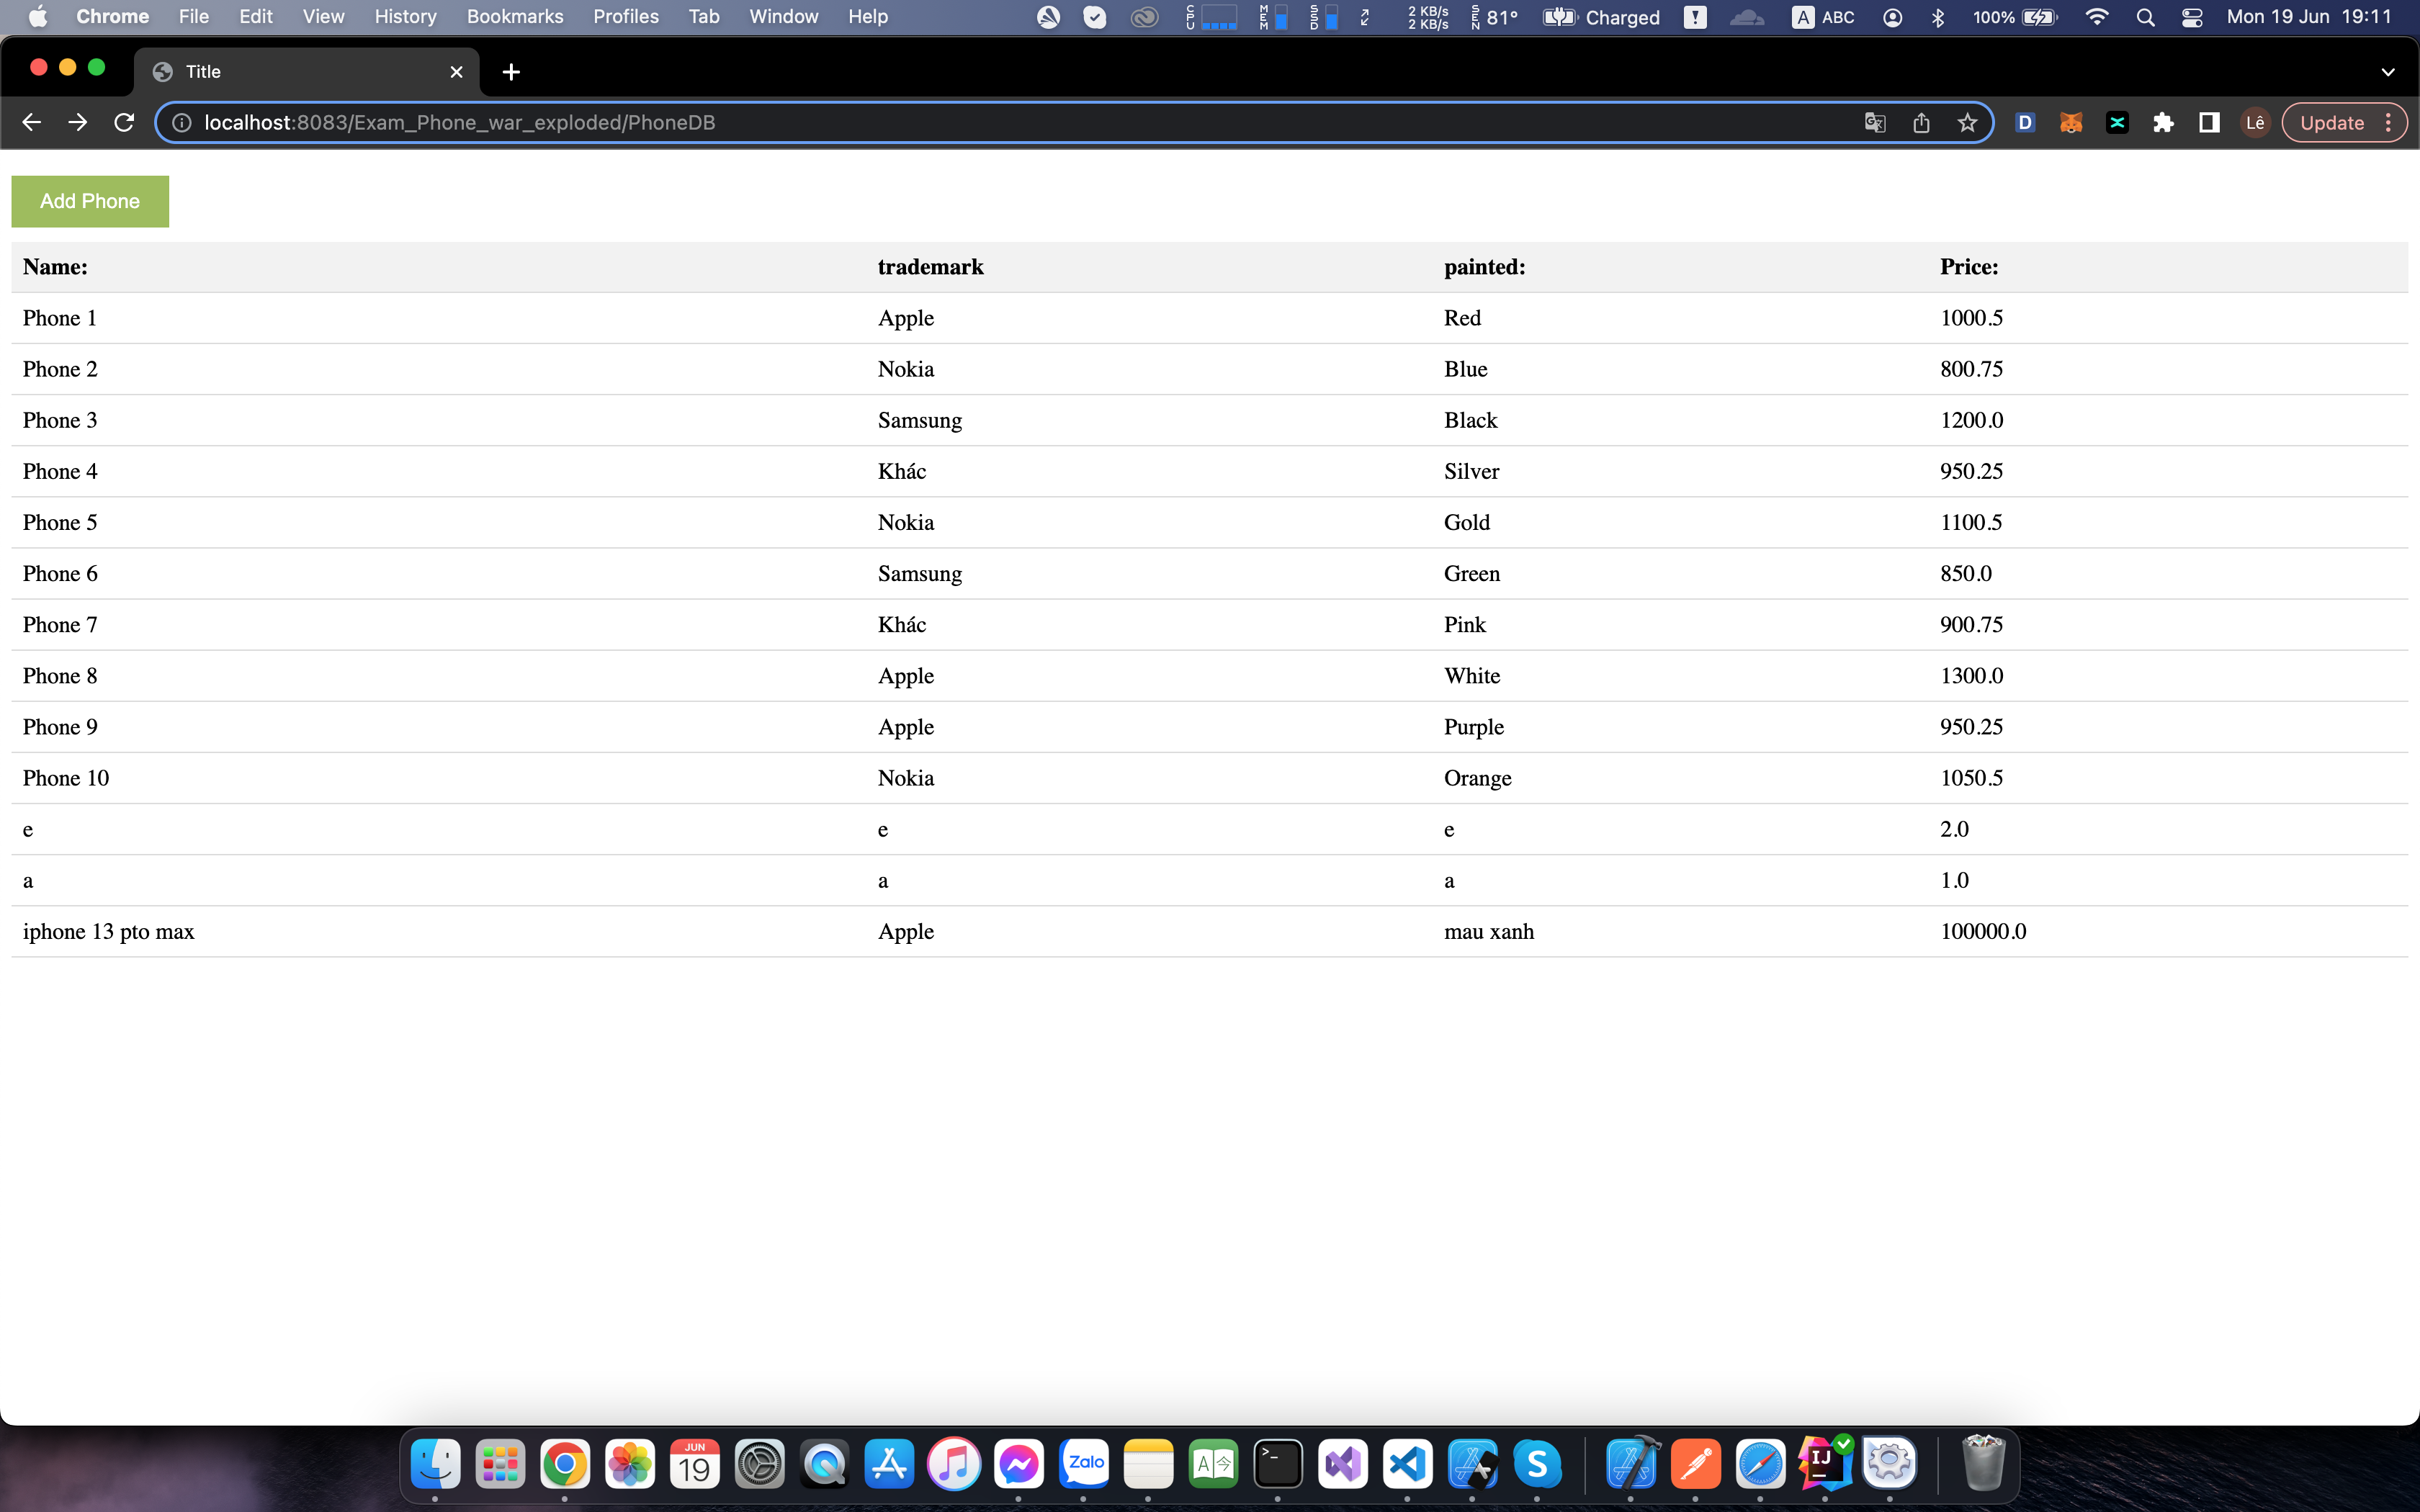 Chrome File Edit View History Bookmarks Profiles Tab Window Help CPU MEM SSD 2 KB/s 2 KB/s SEN 81° Charged A ABC 100% Mon 19 Jun 19:11
Title
localhost:8083/Exam_Phone_war_exploded/PhoneDB D Lê Update
Add Phone
Name: trademark painted: Price:
Phone 1 Apple Red 1000.5
Phone 2 Nokia Blue 800.75
Phone 3 Samsung Black 1200.0
Phone 4 Khác Silver 950.25
Phone 5 Nokia Gold 1100.5
Phone 6 Samsung Green 850.0
Phone 7 Khác Pink 900.75
Phone 8 Apple White 1300.0
Phone 9 Apple Purple 950.25
Phone 10 Nokia Orange 1050.5
e e e 2.0
a a a 1.0
iphone 13 pto max Apple mau xanh 100000.0
JUN 19 Zalo A S IJ